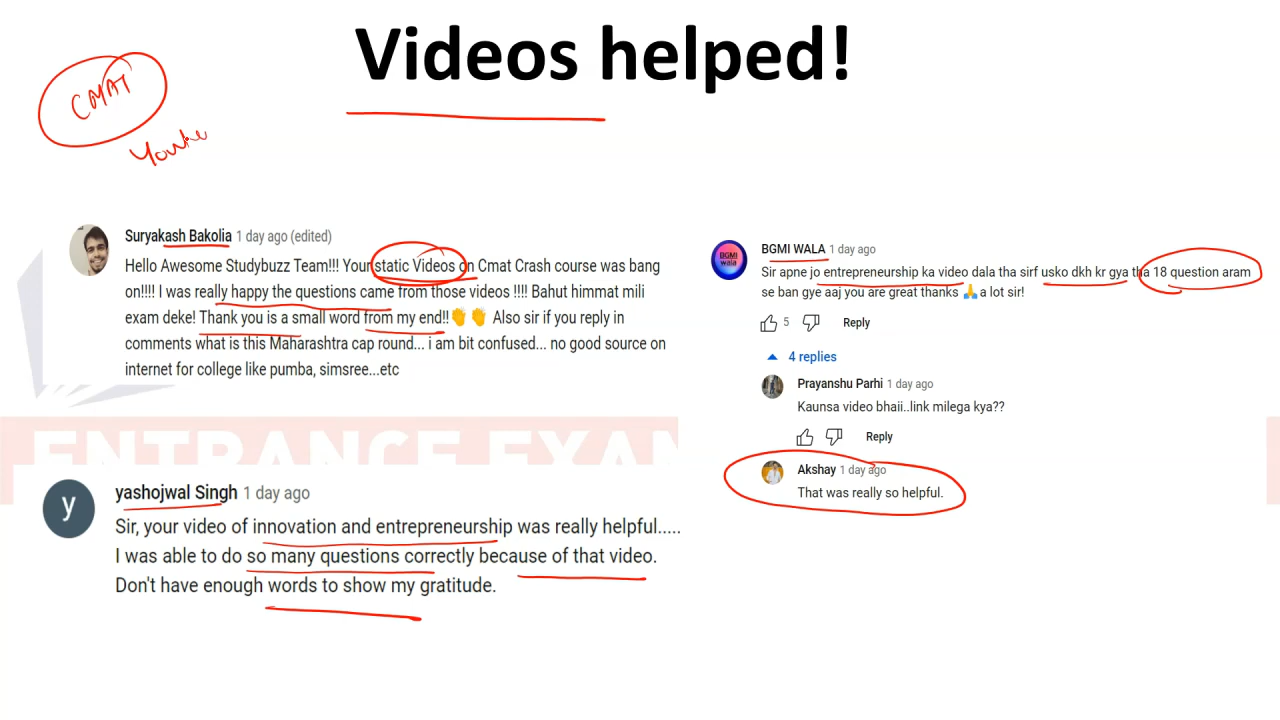 Videos helped!
CMAT
Suryakash Bakolia 1 day ago (edited)
Hello Awesome Studybuzz Team!!! Your static Videos on Cmat Crash course was bang
on!!!! I was really happy the questions came from those videos !!!! Bahut himmat mili
exam deke! Thank you is a small word from my end!!👏 👏 Also sir if you reply in
comments what is this Maharashtra cap round... i am bit confused... no good source on
internet for college like pumba, simsree...etc
ENTRANCE EXAM
y
yashojwal Singh 1 day ago
Sir, your video of innovation and entrepreneurship was really helpful.....
I was able to do so many questions correctly because of that video.
Don't have enough words to show my gratitude.
BGMI
wala
BGMI WALA 1 day ago
Sir apne jo entrepreneurship ka video dala tha sirf usko dkh kr gya tha 18 question aram
se ban gye aaj you are great thanks 🙏 a lot sir!
5 Reply
4 replies
Prayanshu Parhi 1 day ago
Kaunsa video bhaii..link milega kya??
Reply
Akshay 1 day ago
That was really so helpful.